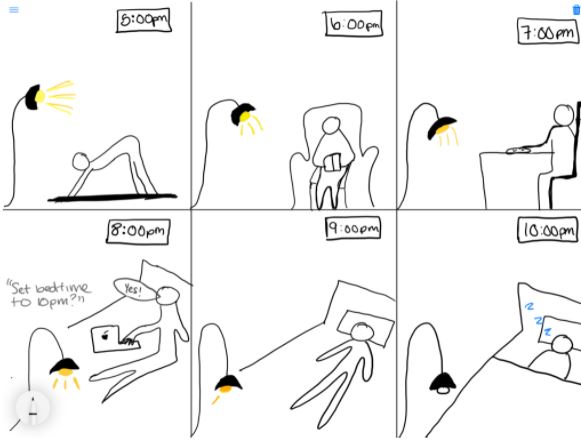 5:00pm
6:00pm
7:00pm
8:00pm
"Set bedtime
to 10pm?"
Yes!
9:00pm
10:00pm
z
z
z